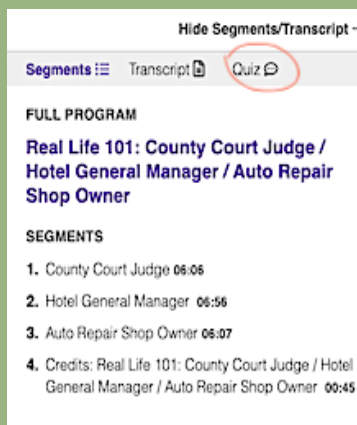 Hide Segments/Transcript -
Segments Transcript Quiz
FULL PROGRAM
Real Life 101: County Court Judge /
Hotel General Manager / Auto Repair
Shop Owner
SEGMENTS
1. County Court Judge 06:06
2. Hotel General Manager 06:56
3. Auto Repair Shop Owner 06:07
4. Credits: Real Life 101: County Court Judge / Hotel
General Manager / Auto Repair Shop Owner 00:45